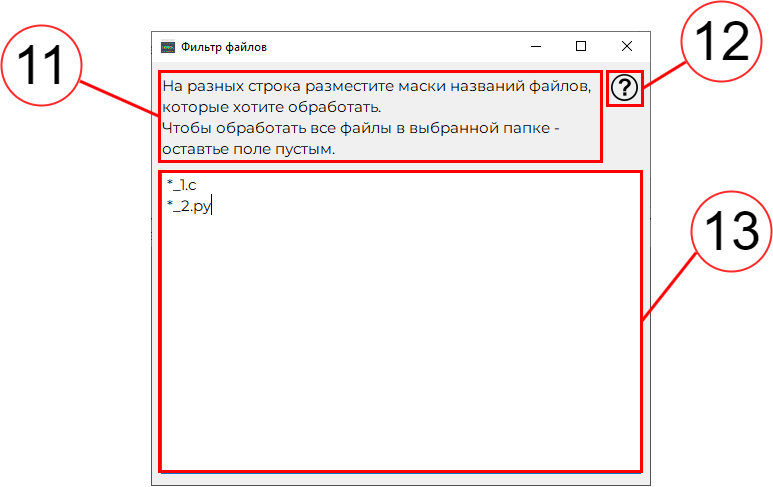 Фильтр файлов
11
12
На разных строка разместите маски названий файлов,
которые хотите обработать.
Чтобы обработать все файлы в выбранной папке -
оставтье поле пустым.
?
*_1.c
*_2.py
13